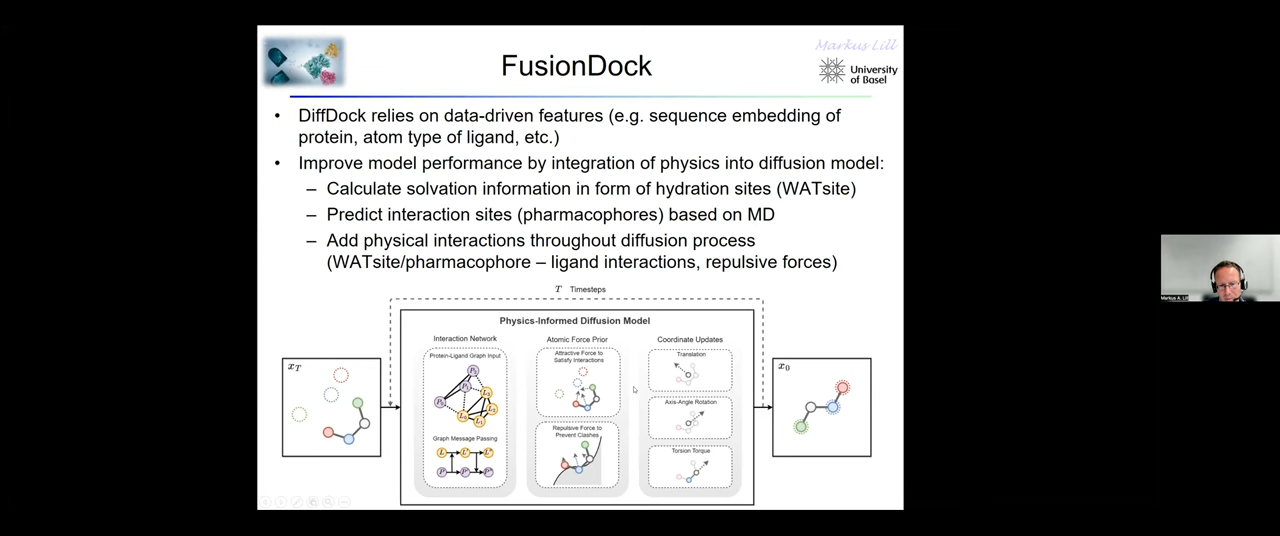 Markus Lill
FusionDock
University
of Basel
• DiffDock relies on data-driven features (e.g. sequence embedding of
protein, atom type of ligand, etc.)
• Improve model performance by integration of physics into diffusion model:
– Calculate solvation information in form of hydration sites (WATsite)
– Predict interaction sites (pharmacophores) based on MD
– Add physical interactions throughout diffusion process
(WATsite/pharmacophore – ligand interactions, repulsive forces)
T Timesteps
Physics-Informed Diffusion Model
Interaction Network
Atomic Force Prior
Coordinate Updates
Protein-Ligand Graph Input
Attractive Force to
Satisfy Interactions
Translation
Axis-Angle Rotation
Repulsive Force to
Prevent Clashes
Graph Message Passing
Torsion Torque
x_T
x_0
L L' L''
P P' P''
Markus A. Lill